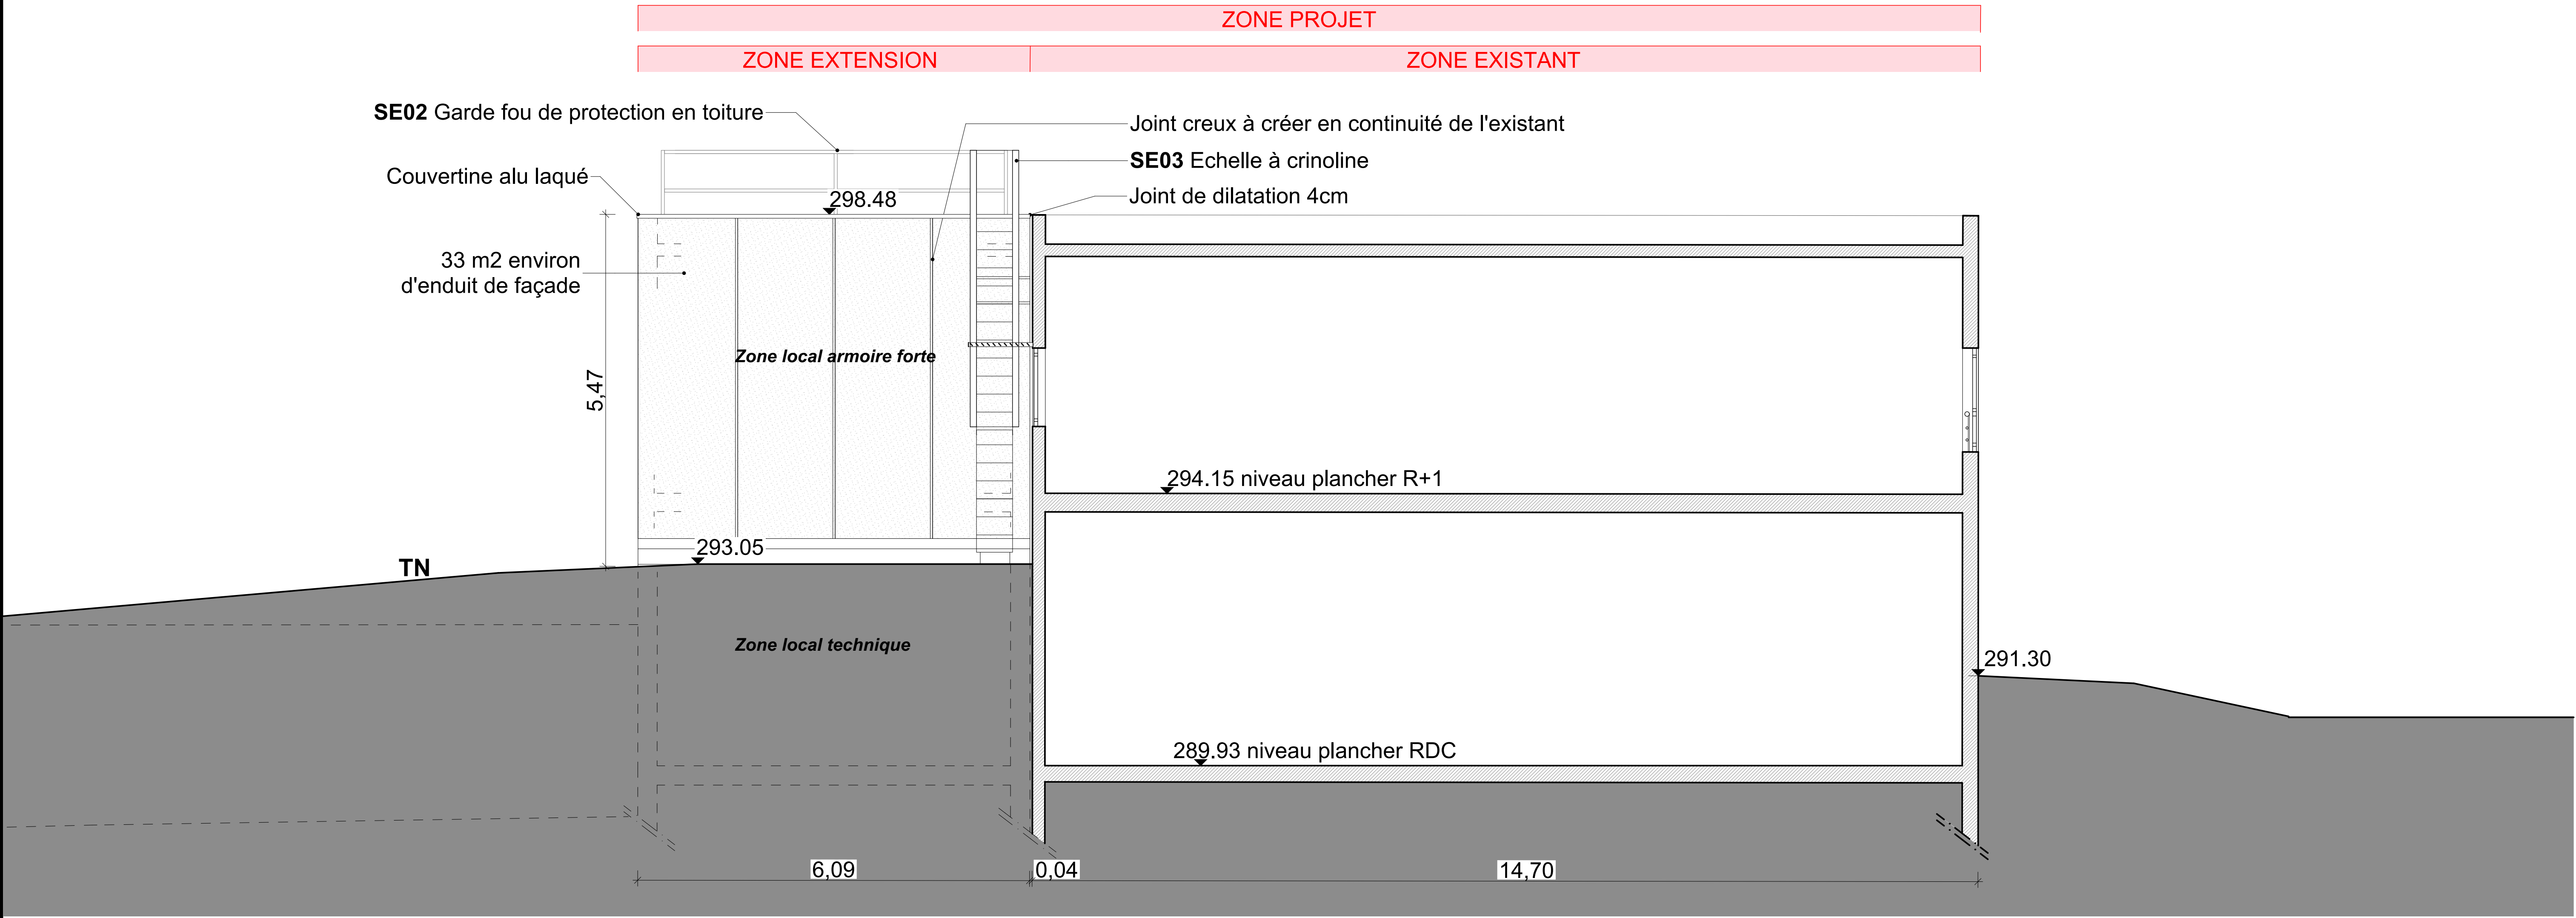 ZONE PROJET
ZONE EXTENSION
ZONE EXISTANT
SE02 Garde fou de protection en toiture
Joint creux à créer en continuité de l'existant
SE03 Echelle à crinoline
Couvertine alu laqué
Joint de dilatation 4cm
298.48
33 m2 environ
d'enduit de façade
Zone local armoire forte
5,47
294.15 niveau plancher R+1
293.05
TN
Zone local technique
291.30
289.93 niveau plancher RDC
6,09
0,04
14,70